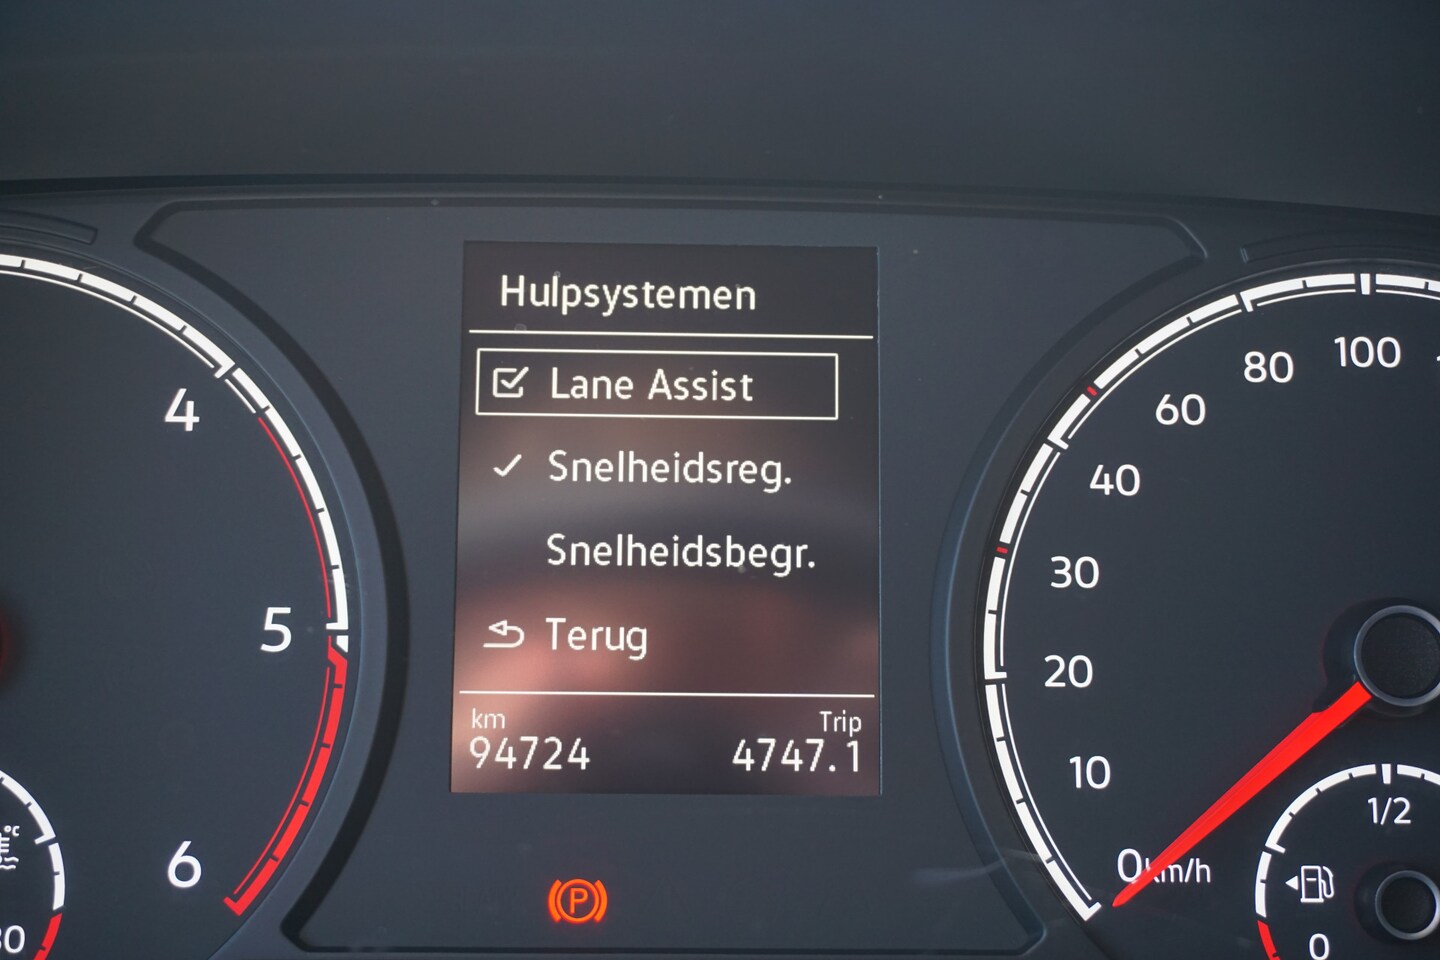 Hulpsystemen
Lane Assist
Snelheidsreg.
Snelheidsbegr.
Terug
km
94724
Trip
4747.1
4
5
6
°C
P
100
80
60
40
30
20
10
0 km/h
1/2
0